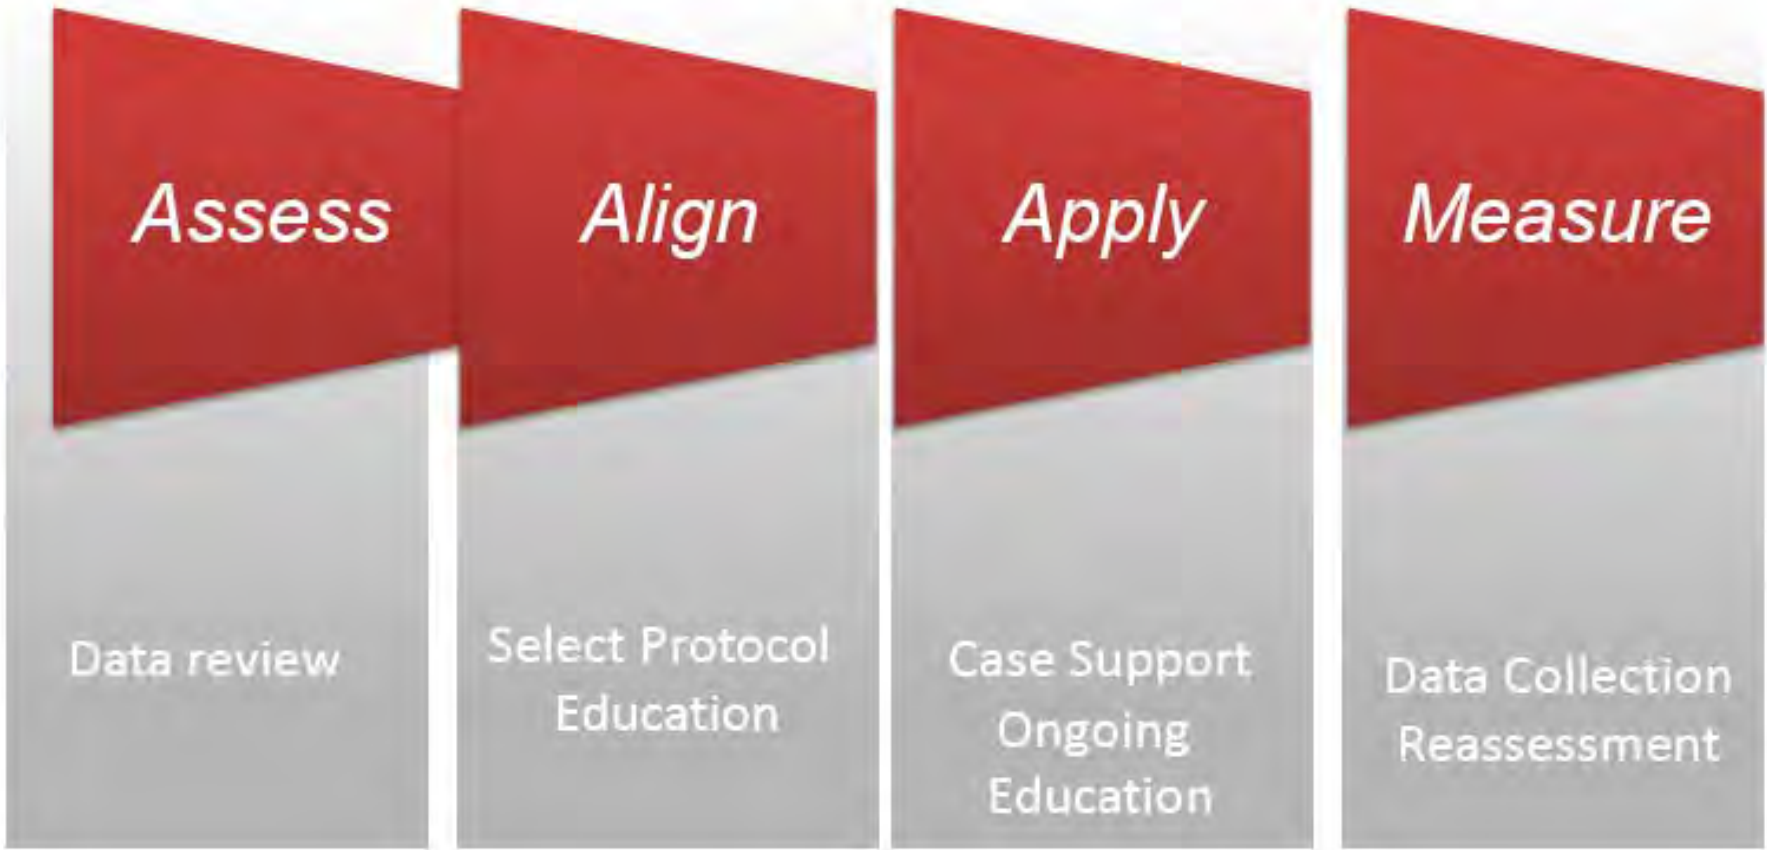 Assess
Data review
Align
Select Protocol
Education
Apply
Case Support
Ongoing
Education
Measure
Data Collection
Reassessment